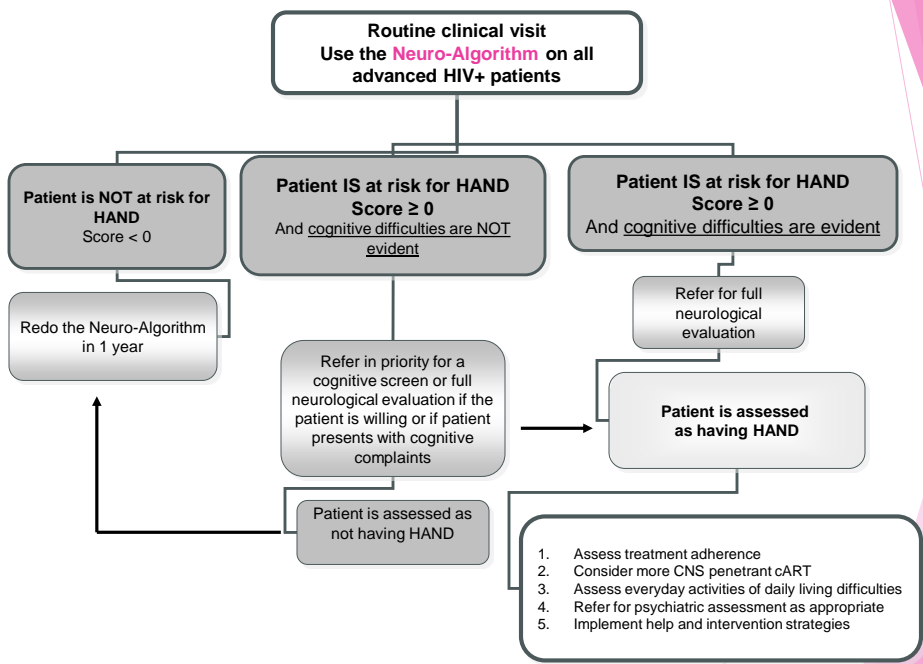 Routine clinical visit
Use the Neuro-Algorithm on all
advanced HIV+ patients
Patient is NOT at risk for
HAND
Score < 0
Patient IS at risk for HAND
Score ≥ 0
And cognitive difficulties are NOT
evident
Patient IS at risk for HAND
Score ≥ 0
And cognitive difficulties are evident
Redo the Neuro-Algorithm
in 1 year
Refer for full
neurological
evaluation
Refer in priority for a
cognitive screen or full
neurological evaluation if the
patient is willing or if patient
presents with cognitive
complaints
Patient is assessed
as having HAND
Patient is assessed as
not having HAND
1. Assess treatment adherence
2. Consider more CNS penetrant cART
3. Assess everyday activities of daily living difficulties
4. Refer for psychiatric assessment as appropriate
5. Implement help and intervention strategies